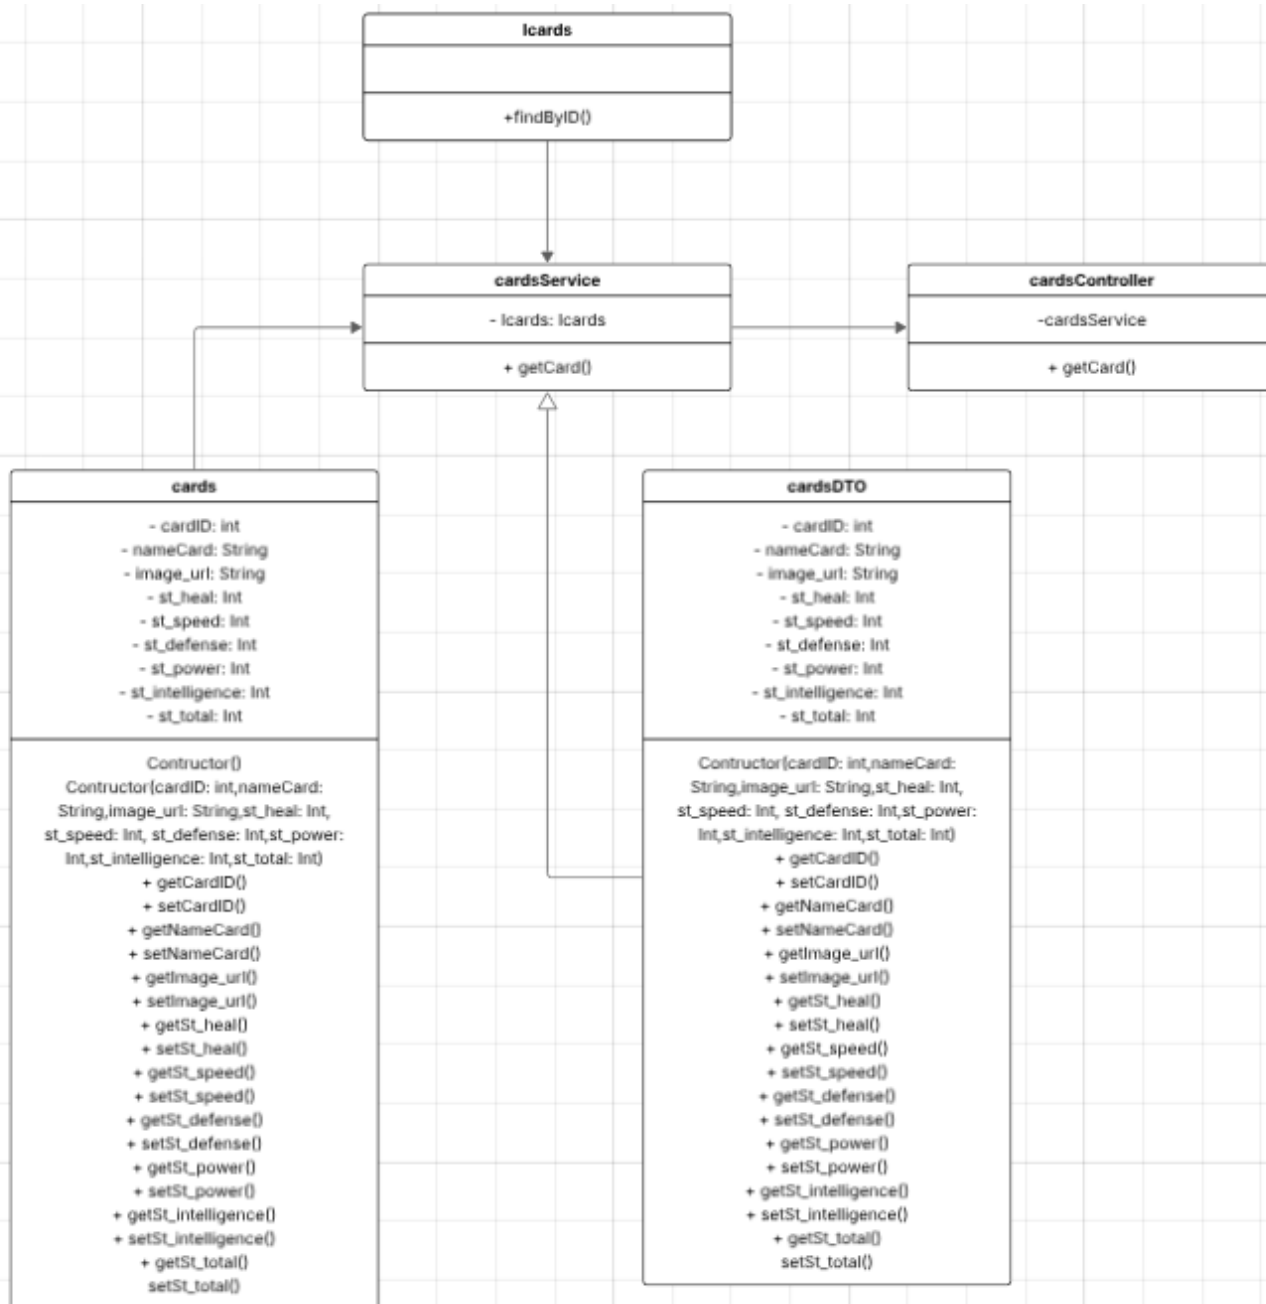 Icards
+findByID()
cardsService
- Icards: Icards
+ getCard()
cardsController
-cardsService
+ getCard()
cards
- cardID: int
- nameCard: String
- image_url: String
- st_heal: Int
- st_speed: Int
- st_defense: Int
- st_power: Int
- st_intelligence: Int
- st_total: Int
Contructor()
Contructor(cardID: int,nameCard:
String,image_url: String,st_heal: Int,
st_speed: Int, st_defense: Int,st_power:
Int,st_intelligence: Int,st_total: Int)
+ getCardID()
+ setCardID()
+ getNameCard()
+ setNameCard()
+ getImage_url()
+ setImage_url()
+ getSt_heal()
+ setSt_heal()
+ getSt_speed()
+ setSt_speed()
+ getSt_defense()
+ setSt_defense()
+ getSt_power()
+ setSt_power()
+ getSt_intelligence()
+ setSt_intelligence()
+ getSt_total()
setSt_total()
cardsDTO
- cardID: int
- nameCard: String
- image_url: String
- st_heal: Int
- st_speed: Int
- st_defense: Int
- st_power: Int
- st_intelligence: Int
- st_total: Int
Contructor(cardID: int,nameCard:
String,image_url: String,st_heal: Int,
st_speed: Int, st_defense: Int,st_power:
Int,st_intelligence: Int,st_total: Int)
+ getCardID()
+ setCardID()
+ getNameCard()
+ setNameCard()
+ getImage_url()
+ setImage_url()
+ getSt_heal()
+ setSt_heal()
+ getSt_speed()
+ setSt_speed()
+ getSt_defense()
+ setSt_defense()
+ getSt_power()
+ setSt_power()
+ getSt_intelligence()
+ setSt_intelligence()
+ getSt_total()
setSt_total()